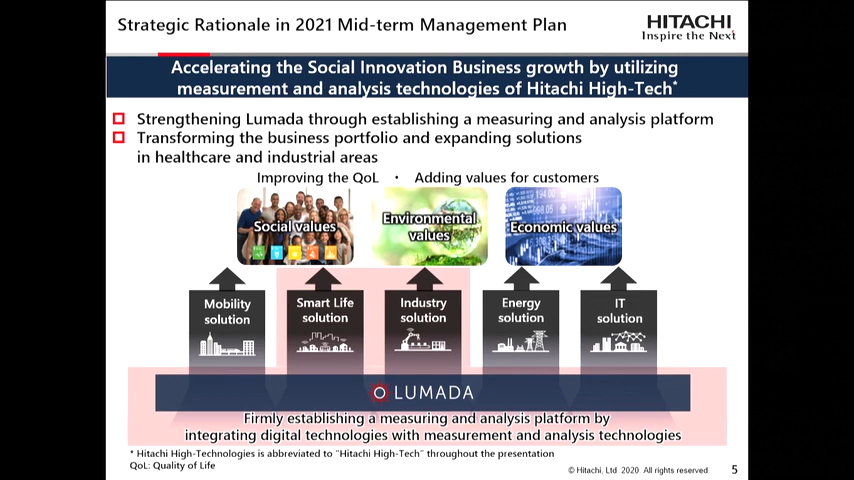 Strategic Rationale in 2021 Mid-term Management Plan
HITACHI
Inspire the Next
Accelerating the Social Innovation Business growth by utilizing
measurement and analysis technologies of Hitachi High-Tech*
Strengthening Lumada through establishing a measuring and analysis platform
Transforming the business portfolio and expanding solutions
in healthcare and industrial areas
Improving the QoL ・ Adding values for customers
Social values
Environmental
values
Economic values
Mobility
solution
Smart Life
solution
Industry
solution
Energy
solution
IT
solution
LUMADA
Firmly establishing a measuring and analysis platform by
integrating digital technologies with measurement and analysis technologies
* Hitachi High-Technologies is abbreviated to "Hitachi High-Tech" throughout the presentation
QoL: Quality of Life
© Hitachi, Ltd. 2020. All rights reserved
5